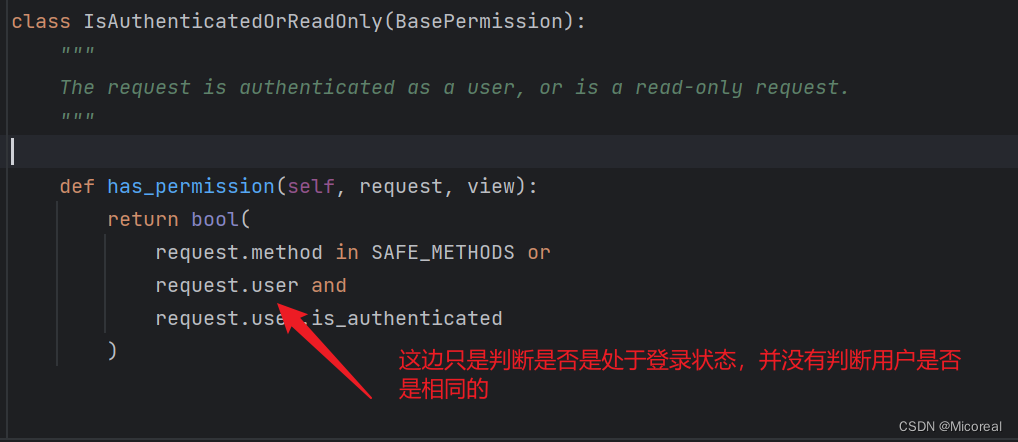 class IsAuthenticatedOrReadOnly(BasePermission):
"""
The request is authenticated as a user, or is a read-only request.
"""
def has_permission(self, request, view):
return bool(
request.method in SAFE_METHODS or
request.user and
request.user.is_authenticated
)
这边只是判断是否是处于登录状态，并没有判断用户是否
是相同的
CSDN @Micoreal